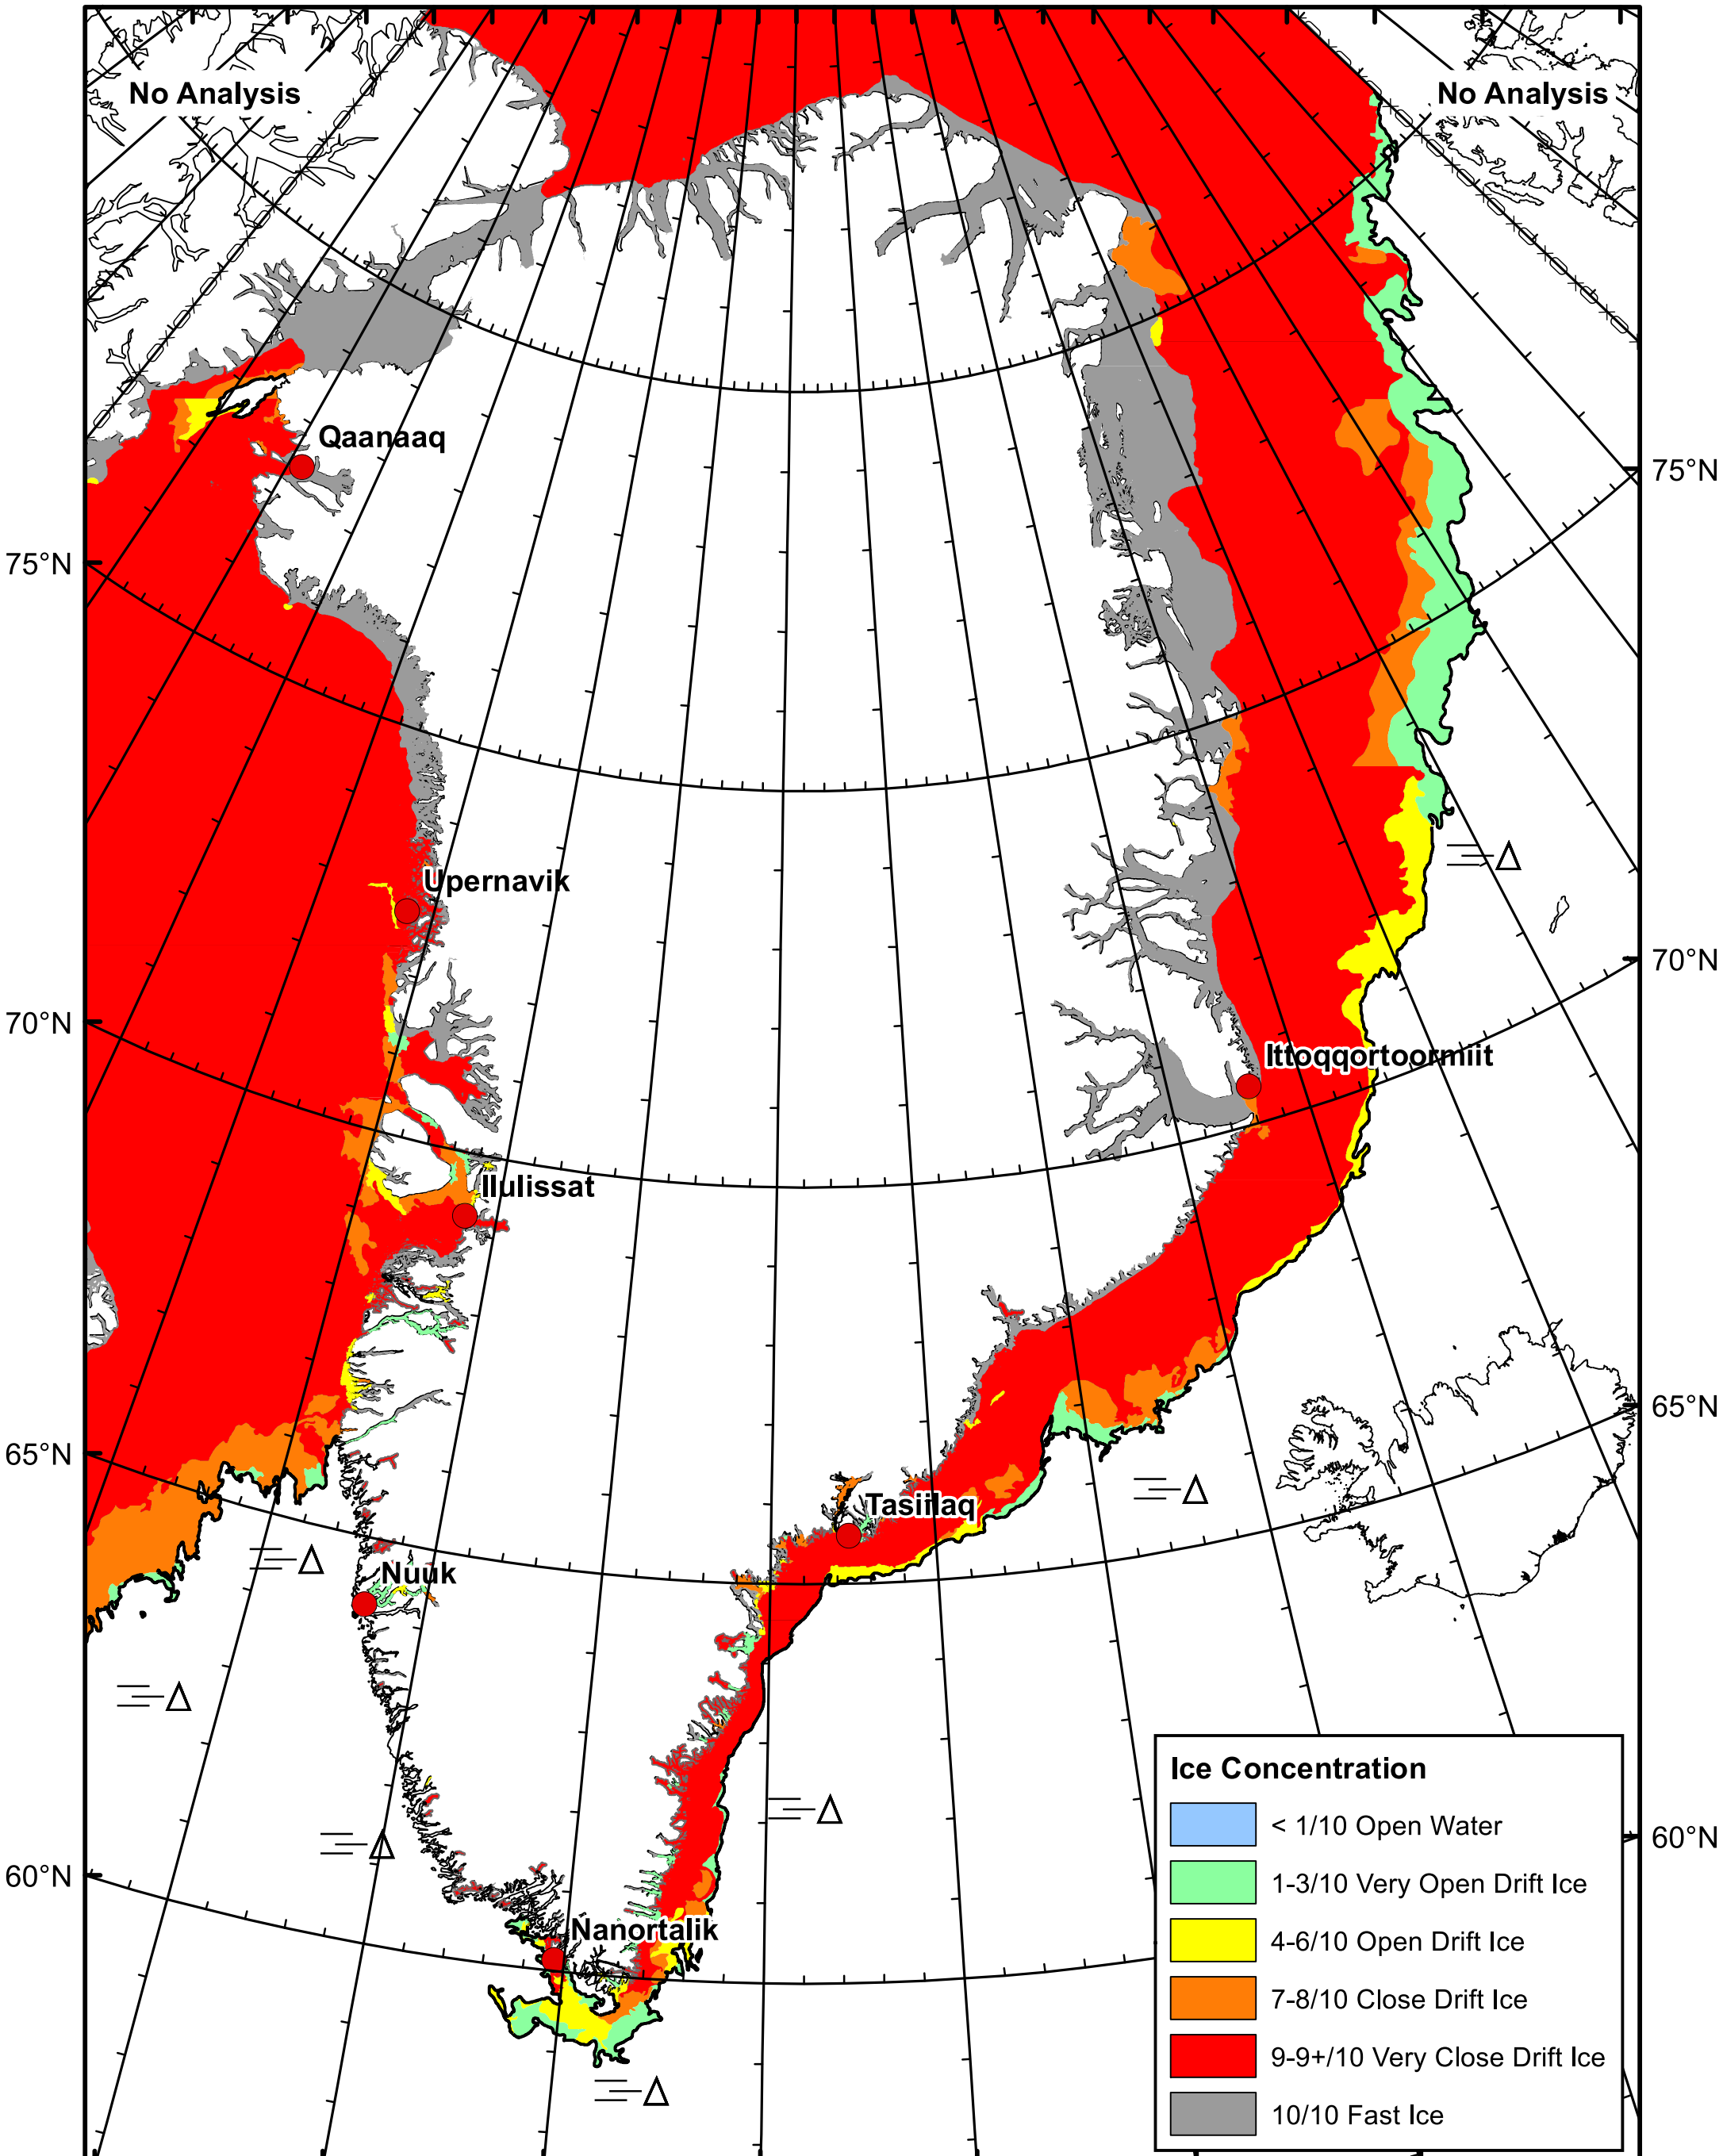 No Analysis
No Analysis
Qaanaaq
75°N
75°N
Upernavik
70°N
70°N
Ittoqqortoormiit
Ilulissat
65°N
65°N
Tasiilaq
Nuuk
60°N
60°N
Nanortalik
Ice Concentration
< 1/10 Open Water
1-3/10 Very Open Drift Ice
4-6/10 Open Drift Ice
7-8/10 Close Drift Ice
9-9+/10 Very Close Drift Ice
10/10 Fast Ice